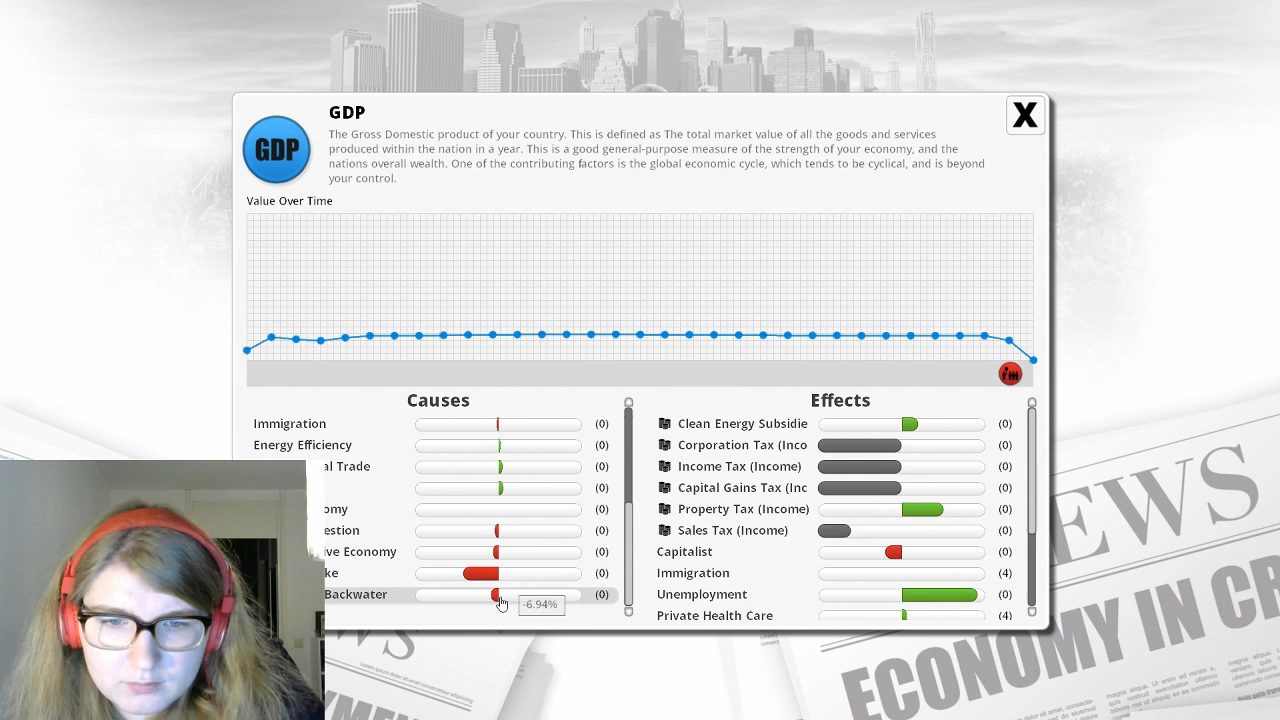 GDP
GDP
The Gross Domestic product of your country. This is defined as The total market value of all the goods and services
produced within the nation in a year. This is a good general-purpose measure of the strength of your economy, and the
nations overall wealth. One of the contributing factors is the global economic cycle, which tends to be cyclical, and is beyond
your control.
X
Value Over Time
Causes
Immigration (0)
Energy Efficiency (0)
al Trade (0)
(0)
omy (0)
estion (0)
ive Economy (0)
ke (0)
Backwater (0)
-6.94%
Effects
Clean Energy Subsidie (0)
Corporation Tax (Inco (0)
Income Tax (Income) (0)
Capital Gains Tax (Inc (0)
Property Tax (Income) (0)
Sales Tax (Income) (0)
Capitalist (0)
Immigration (4)
Unemployment (0)
Private Health Care (4)
NEWS
ECONOMY IN CR